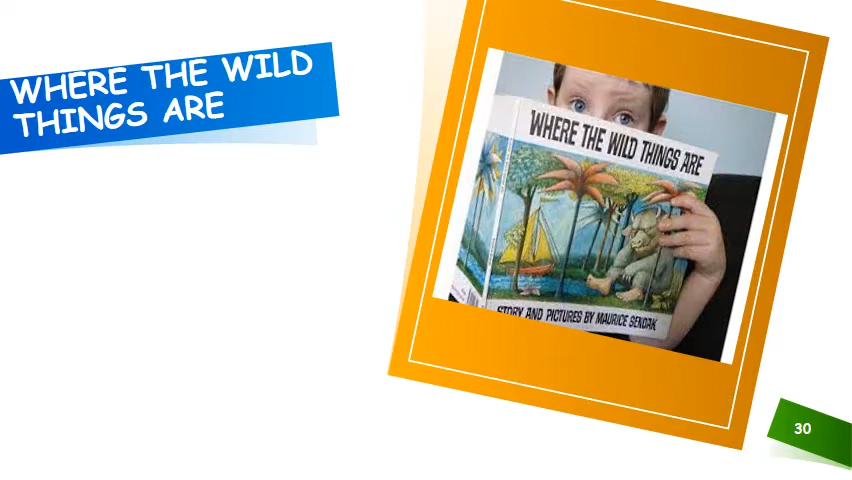 WHERE THE WILD
THINGS ARE
WHERE THE WILD THINGS ARE
STORY AND PICTURES BY MAURICE SENDAK
30